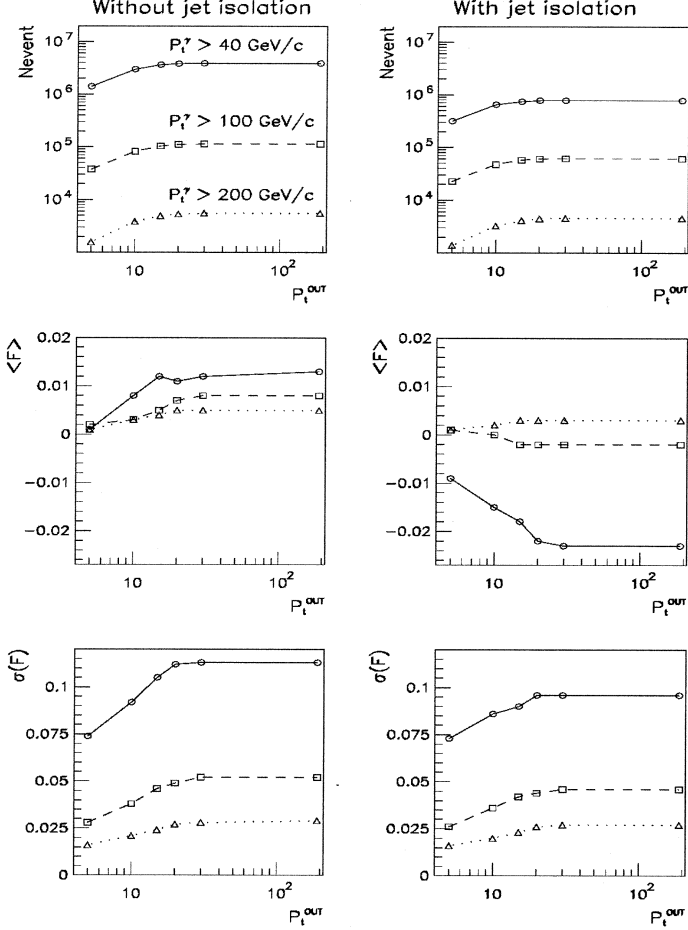 Without jet isolation
With jet isolation
Nevent
10^7
10^6
10^5
10^4
P_t^γ > 40 GeV/c
P_t^γ > 100 GeV/c
P_t^γ > 200 GeV/c
10
10^2
P_t^OUT
Nevent
10^7
10^6
10^5
10^4
10
10^2
P_t^OUT
<F>
0.02
0.01
0
-0.01
-0.02
10
10^2
P_t^OUT
<F>
0.02
0.01
0
-0.01
-0.02
10
10^2
P_t^OUT
σ(F)
0.1
0.075
0.05
0.025
0
10
10^2
P_t^OUT
σ(F)
0.1
0.075
0.05
0.025
0
10
10^2
P_t^OUT